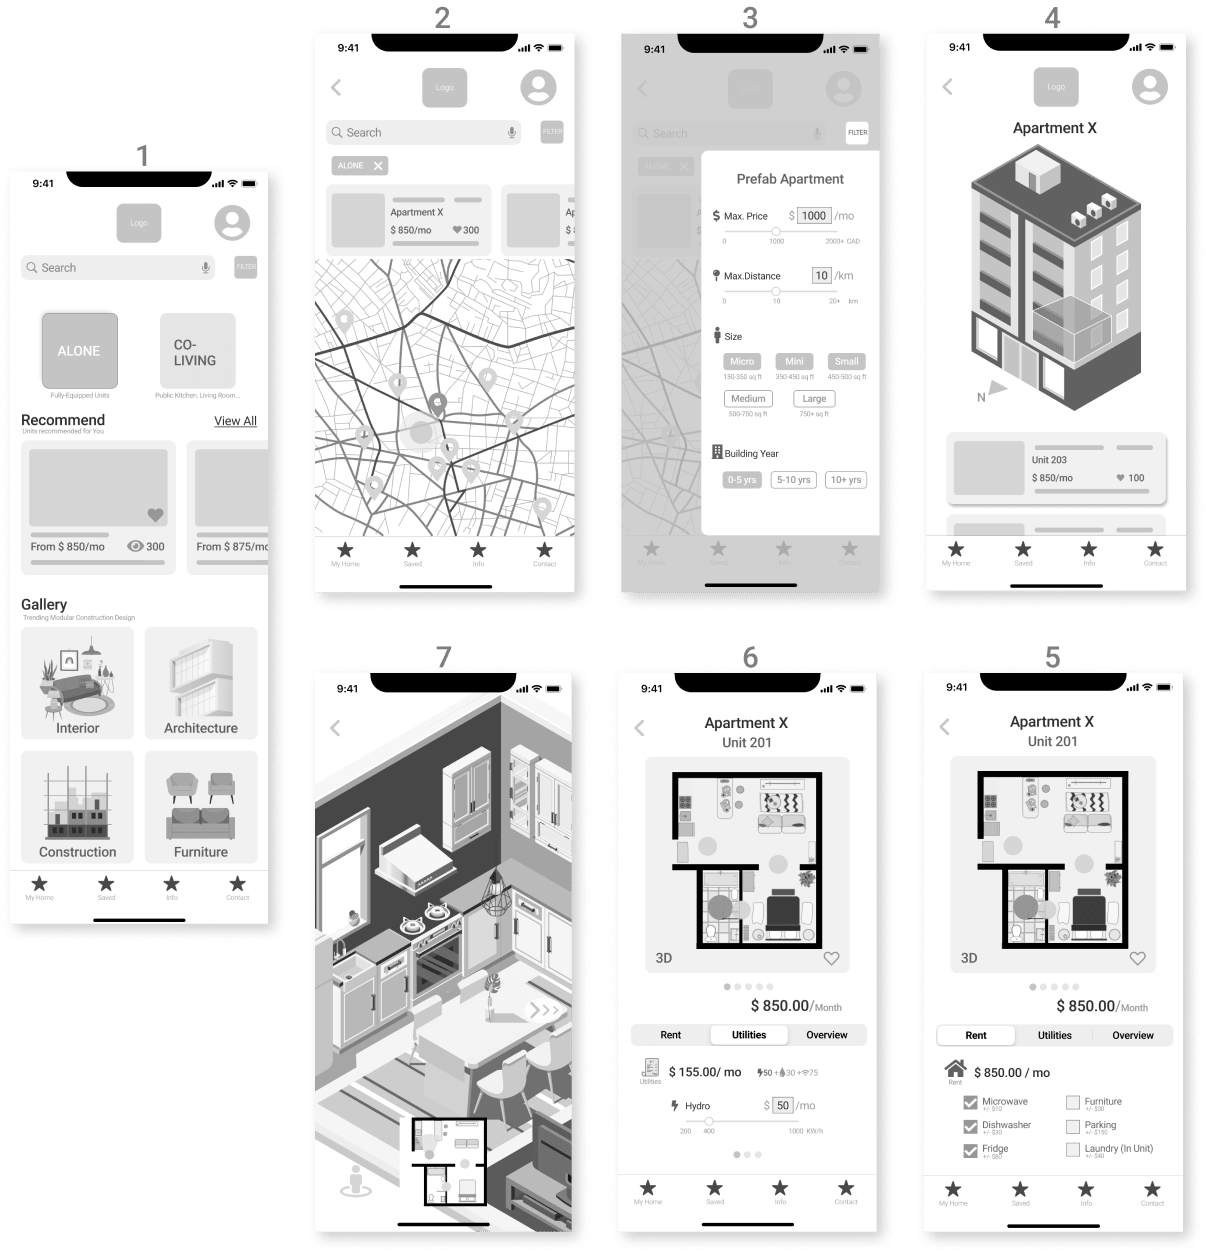 1
9:41
Logo
Search
FILTER
ALONE
CO-
LIVING
Fully-Equipped Units
Public Kitchen, Living Room...
Recommend
View All
Units recommended for You
From $ 850/mo
300
From $ 875/mo
Gallery
Trending Modular Construction Design
Interior
Architecture
Construction
Furniture
My Home
Saved
Info
Contact
2
9:41
Logo
Search
FILTER
ALONE
Apartment X
$ 850/mo
300
My Home
Saved
Info
Contact
3
9:41
Logo
Search
FILTER
ALONE
Prefab Apartment
Max. Price
$ 1000 /mo
0
1000
2000+ CAD
Max.Distance
10 /km
0
10
20+ km
Size
Micro
Mini
Small
150-350 sq ft
350-450 sq ft
450-500 sq ft
Medium
Large
500-750 sq ft
750+ sq ft
Building Year
0-5 yrs
5-10 yrs
10+ yrs
My Home
Saved
Info
Contact
4
9:41
Logo
Apartment X
N
Unit 203
$ 850/mo
100
My Home
Saved
Info
Contact
5
9:41
Apartment X
Unit 201
3D
$ 850.00/Month
Rent
Utilities
Overview
$ 850.00 / mo
Rent
Microwave
+/- $10
Furniture
+/- $30
Dishwasher
+/- $30
Parking
+/- $150
Fridge
+/- $60
Laundry (In Unit)
+/- $40
My Home
Saved
Info
Contact
6
9:41
Apartment X
Unit 201
3D
$ 850.00/Month
Rent
Utilities
Overview
$ 155.00/ mo
50 + 30 + 75
Utilities
Hydro
$ 50 /mo
200
400
1000 KW/h
My Home
Saved
Info
Contact
7
9:41